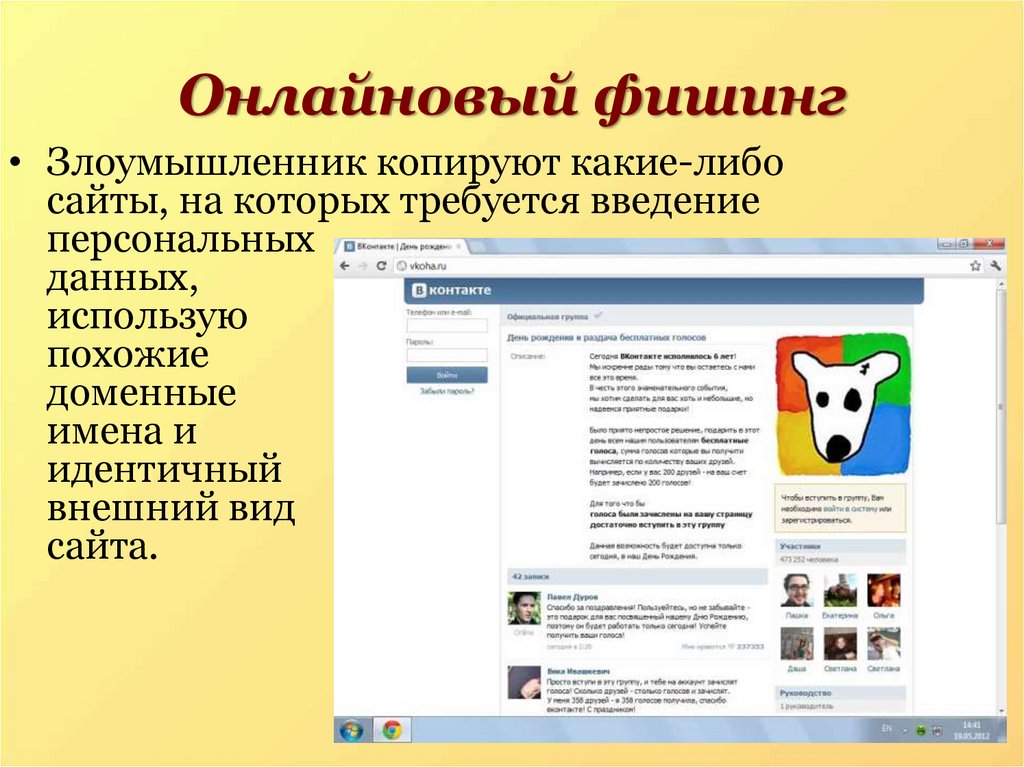 Онлайновый фишинг
• Злоумышленник копируют какие-либо
сайты, на которых требуется введение
персональных
данных,
использую
похожие
доменные
имена и
идентичный
внешний вид
сайта.
ВКонтакте | День рожден
vkoha.ru
В контакте
Телефон или e-mail:
Пароль:
Войти
Забыли пароль?
Официальная группа
День рождения и раздача бесплатных голосов
Описание:
Сегодня ВКонтакте исполнилось 6 лет!
Мы искренне рады тому что вы остаетесь с нами
все это время.
В честь этого знаменательного события,
мы хотим сделать для вас хоть и небольшие, но
надеемся приятные подарки!
Было принято непростое решение, подарить в этот
день всем нашим пользователям бесплатные
голоса, сумма голосов которые вы получити
вычисляется по количеству ваших друзей.
Например, если у вас 200 друзей - на ваш счет
будет зачислено 200 голосов!
Для того что бы
голоса были зачислены на вашу страницу
достаточно вступить в эту группу
Данная возможность будет доступна только
сегодня, в наш День Рождения.
42 записи
Павел Дуров
Спасибо за поздравления! Пользуйтесь, но не забывайте -
это подарок для вас посвященный нашему Дню Рождению,
поэтому он будет работать только сегодня! Успейте
получить ваши голоса!
Online
сегодня в 2:39
Мне нравится 337353
Вика Ивашкевич
Просто вступи в эту группу, и тебе на аккаунт зачислят
голоса! Сколько друзей - столько голосов и зачислят.
У меня 358 друзей - я 358 голосов получила, спасибо
вконтакте! С праздником!
Чтобы вступить в группу, Вам
необходимо войти в систему или
зарегистрироваться.
Участники
473 252 человека
Пашка Екатерина Ольга
Даша Светлана Светлана
Руководство
1 руководитель
EN
14:41
19.05.2012